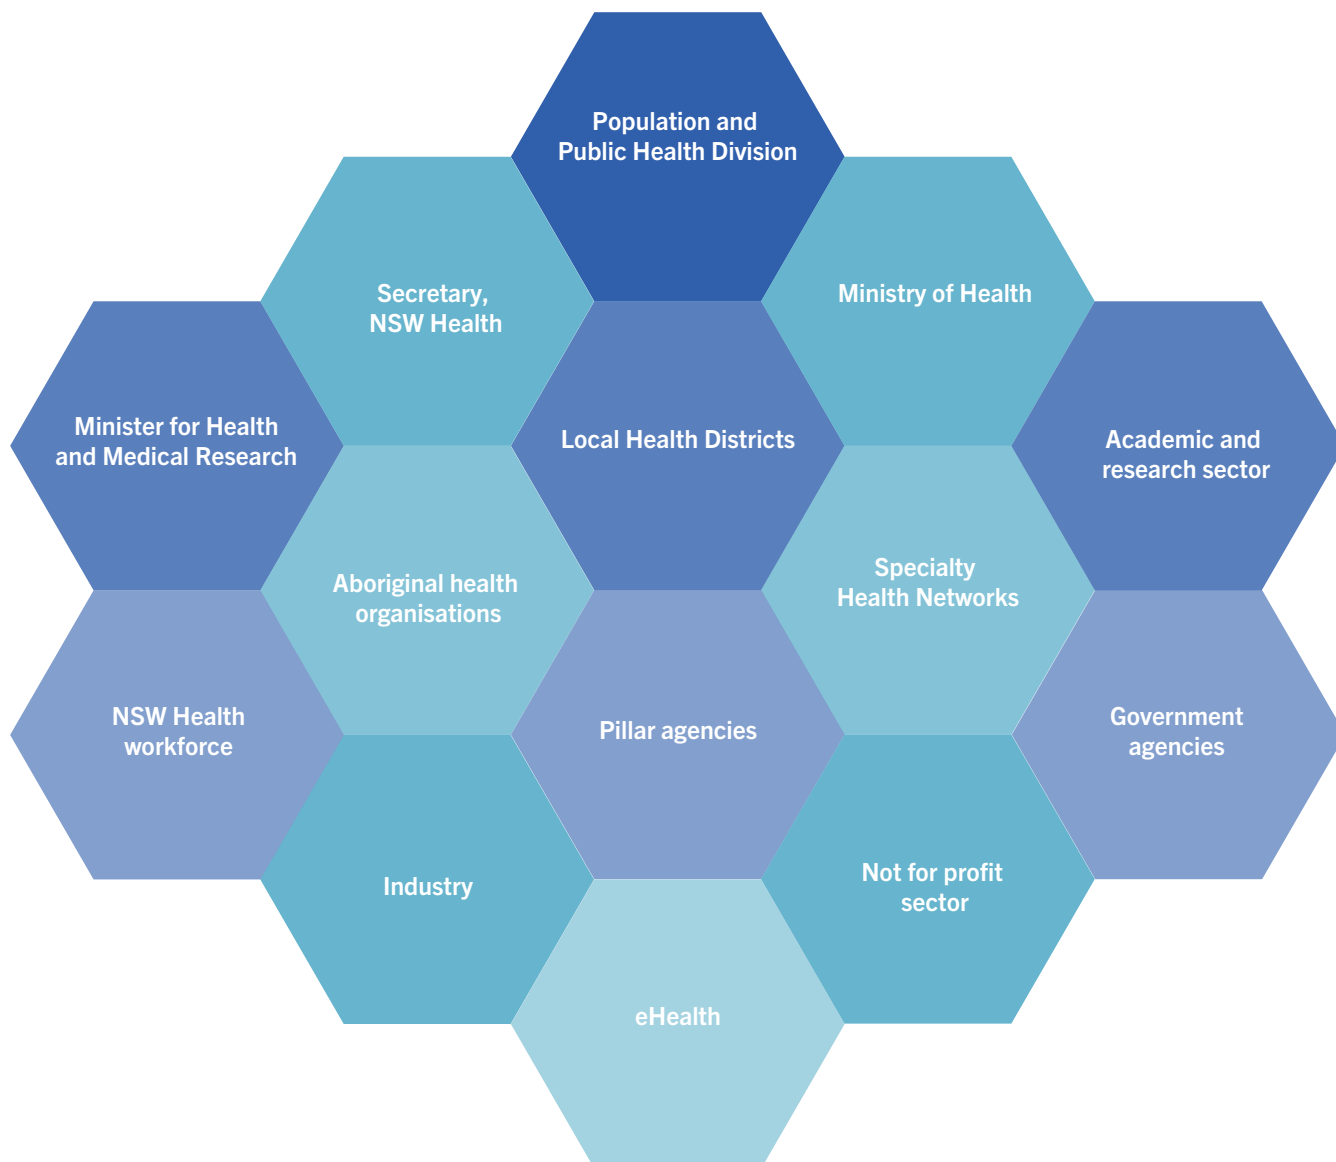 Population and
Public Health Division
Secretary,
NSW Health
Ministry of Health
Minister for Health
and Medical Research
Local Health Districts
Academic and
research sector
Aboriginal health
organisations
Specialty
Health Networks
NSW Health
workforce
Pillar agencies
Government
agencies
Industry
Not for profit
sector
eHealth